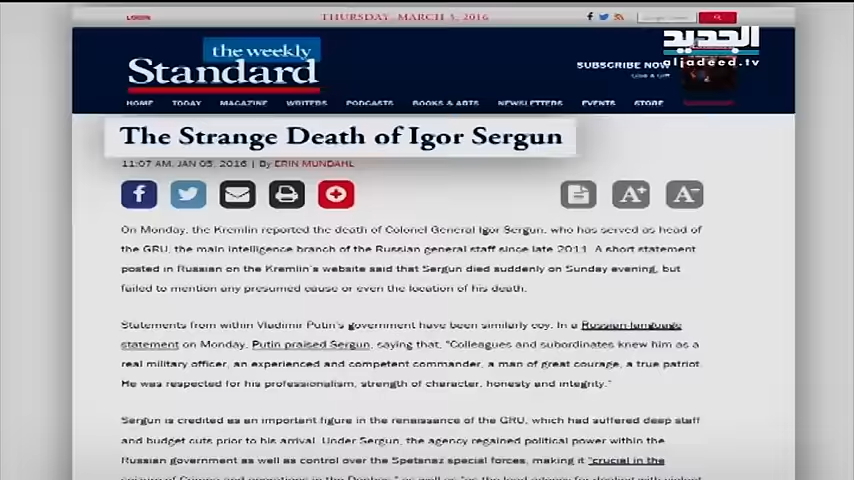 LOGIN
THURSDAY, MARCH 3, 2016
الجديد
aljadeed.tv
the weekly
Standard
SUBSCRIBE NOW
Give a Gift
HOME TODAY MAGAZINE WRITERS PODCASTS BOOKS & ARTS NEWSLETTERS EVENTS STORE
The Strange Death of Igor Sergun
11:07 AM, JAN 05, 2016 | By ERIN MUNDAHL
f
A+ A-
On Monday, the Kremlin reported the death of Colonel General Igor Sergun, who has served as head of
the GRU, the main intelligence branch of the Russian general staff since late 2011. A short statement
posted in Russian on the Kremlin's website said that Sergun died suddenly on Sunday evening, but
failed to mention any presumed cause or even the location of his death.
Statements from within Vladimir Putin's government have been similarly coy. In a Russian-language
statement on Monday, Putin praised Sergun, saying that, "Colleagues and subordinates knew him as a
real military officer, an experienced and competent commander, a man of great courage, a true patriot.
He was respected for his professionalism, strength of character, honesty and integrity."
Sergun is credited as an important figure in the renaissance of the GRU, which had suffered deep staff
and budget cuts prior to his arrival. Under Sergun, the agency regained political power within the
Russian government as well as control over the Spetsnaz special forces, making it "crucial in the